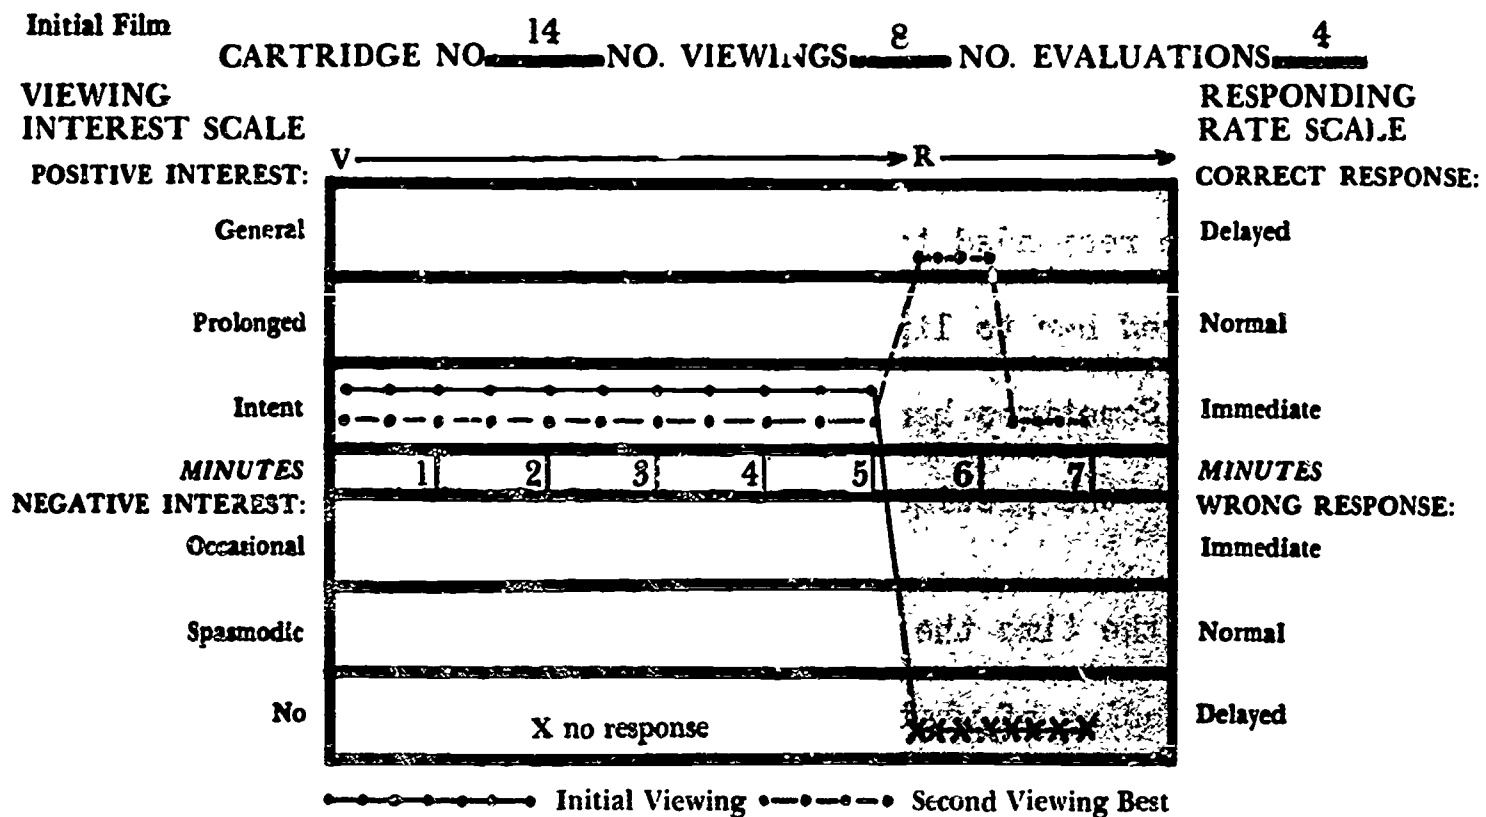 Initial Film
CARTRIDGE NO. 14 NO. VIEWINGS 8 NO. EVALUATIONS 4
VIEWING INTEREST SCALE
RESPONDING RATE SCALE
V R
POSITIVE INTEREST: CORRECT RESPONSE:
General Delayed
Prolonged Normal
Intent Immediate
MINUTES 1 2 3 4 5 6 7 MINUTES
NEGATIVE INTEREST: WRONG RESPONSE:
Occasional Immediate
Spasmodic Normal
No X no response XXXXXXXX Delayed
Initial Viewing Second Viewing Best